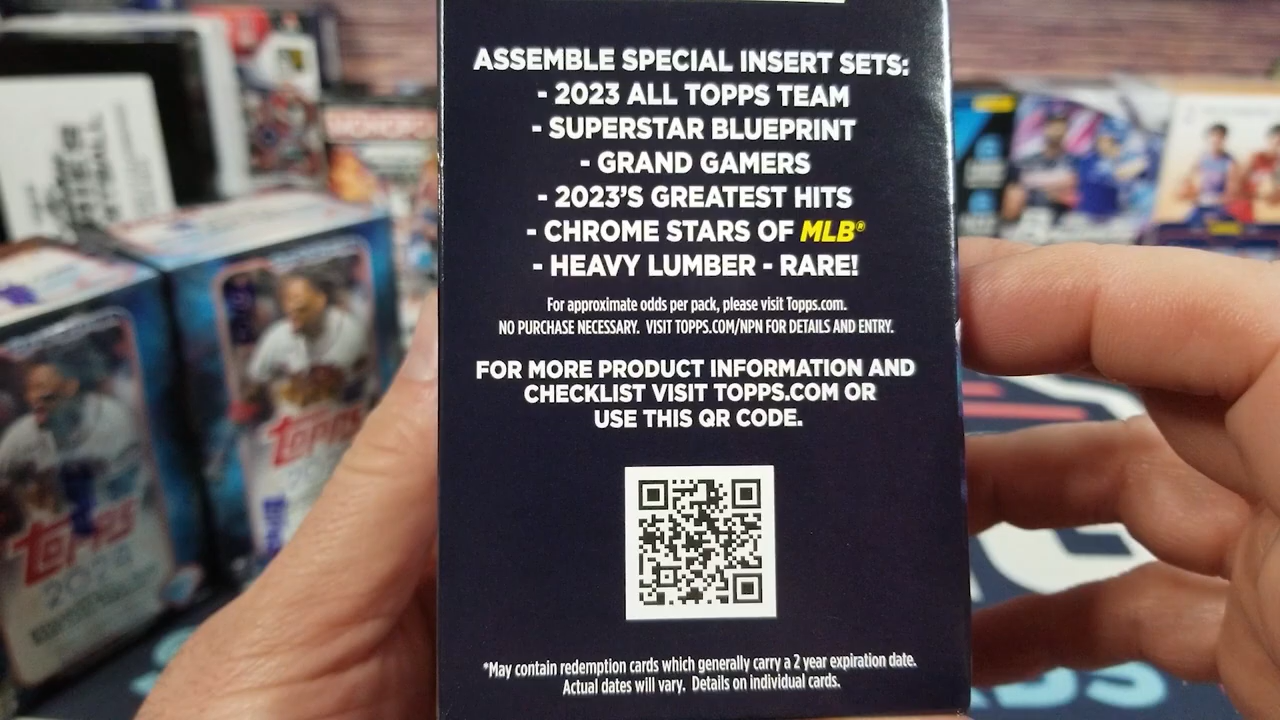 ASSEMBLE SPECIAL INSERT SETS:
- 2023 ALL TOPPS TEAM
- SUPERSTAR BLUEPRINT
- GRAND GAMERS
- 2023'S GREATEST HITS
- CHROME STARS OF MLB®
- HEAVY LUMBER - RARE!
For approximate odds per pack, please visit Topps.com.
NO PURCHASE NECESSARY. VISIT TOPPS.COM/NPN FOR DETAILS AND ENTRY.
FOR MORE PRODUCT INFORMATION AND
CHECKLIST VISIT TOPPS.COM OR
USE THIS QR CODE.
*May contain redemption cards which generally carry a 2 year expiration date.
Actual dates will vary. Details on individual cards.
TOPPS
TOPPS
2024